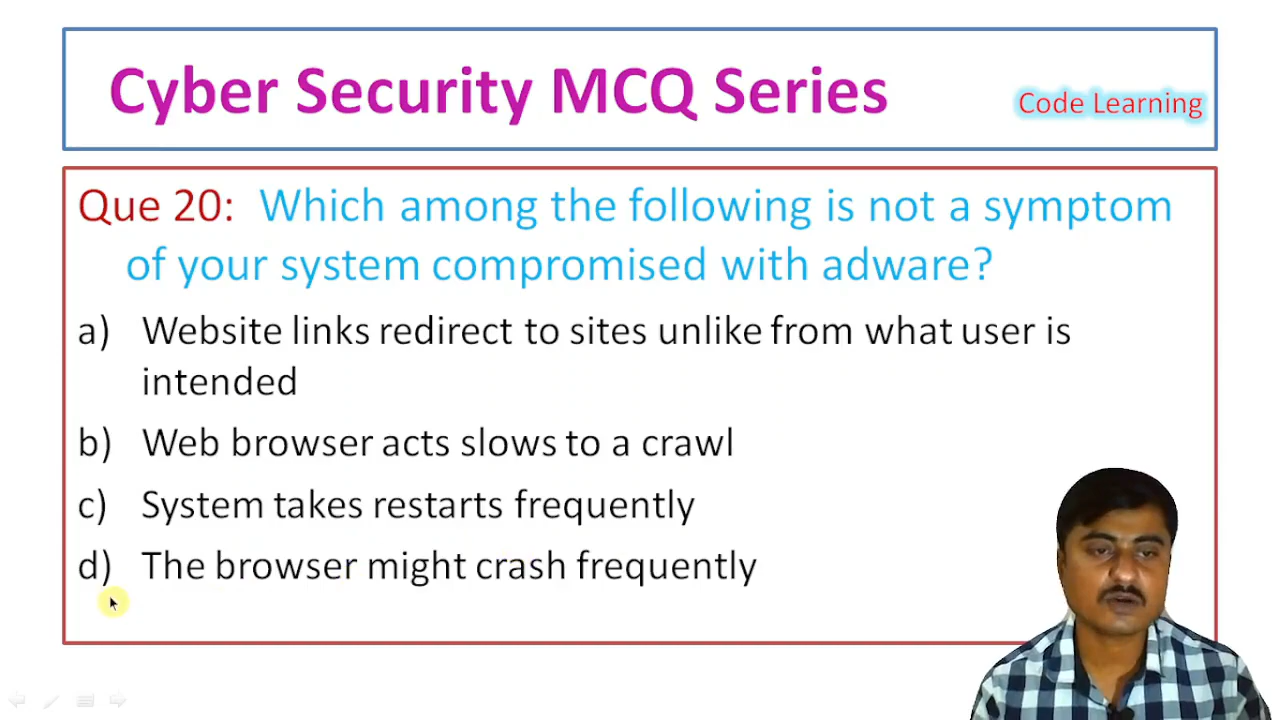 Cyber Security MCQ Series
Code Learning
Que 20: Which among the following is not a symptom
of your system compromised with adware?
a) Website links redirect to sites unlike from what user is
intended
b) Web browser acts slows to a crawl
c) System takes restarts frequently
d) The browser might crash frequently